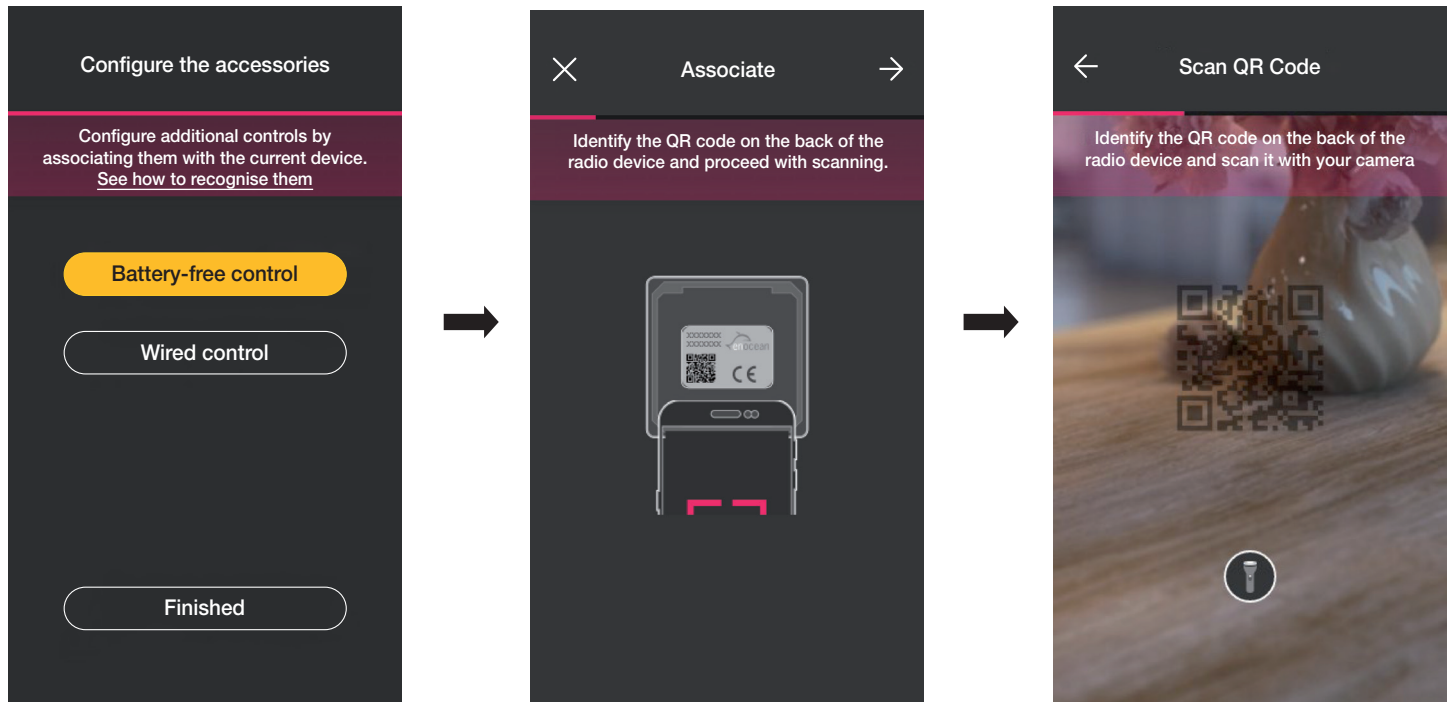 Configure the accessories
Configure additional controls by
associating them with the current device.
See how to recognise them
Battery-free control
Wired control
Finished
Associate
Identify the QR code on the back of the
radio device and proceed with scanning.
XXXXXXX
XXXXXXX
enocean
CE
Scan QR Code
Identify the QR code on the back of the
radio device and scan it with your camera